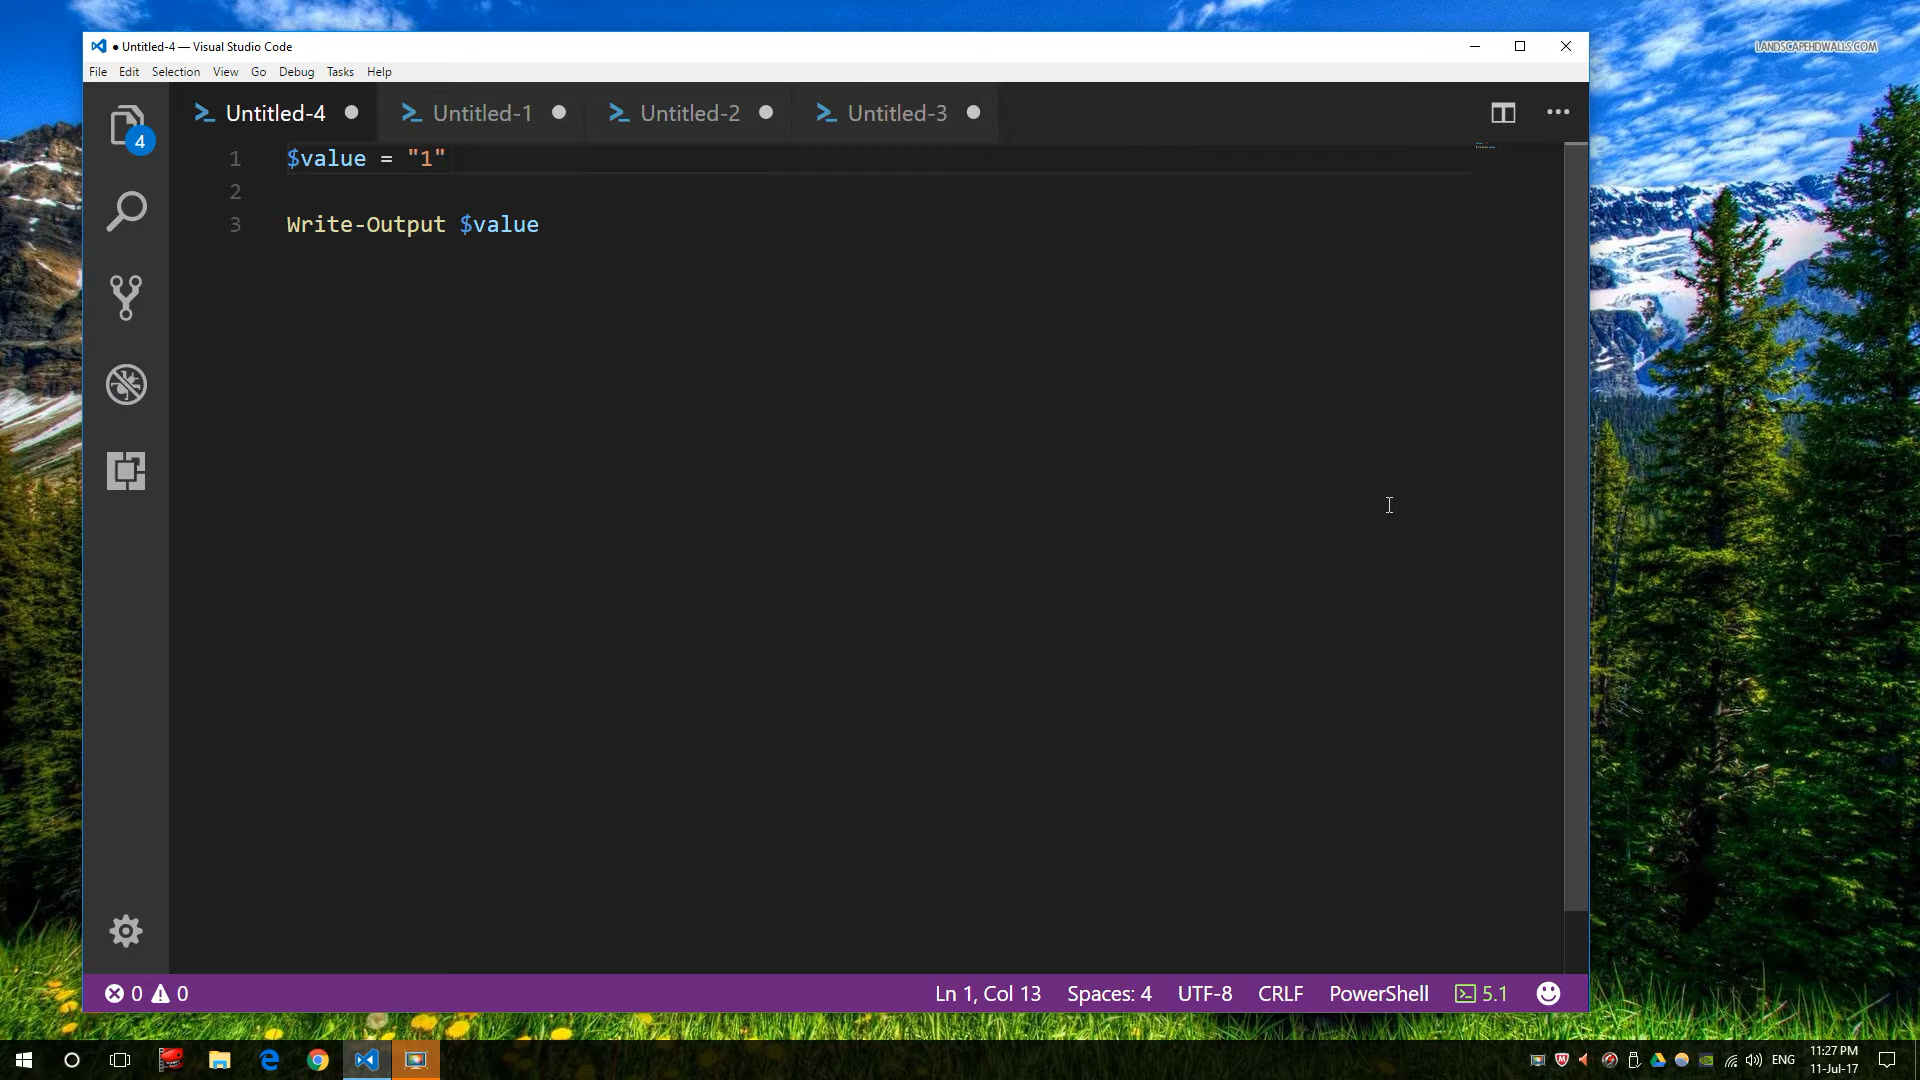 LANDSCAPEHDWALLS.COM
● Untitled-4 — Visual Studio Code
File Edit Selection View Go Debug Tasks Help
Untitled-4 ● Untitled-1 ● Untitled-2 ● Untitled-3 ●
4
1 $value = "1"
2
3 Write-Output $value
0 0 Ln 1, Col 13 Spaces: 4 UTF-8 CRLF PowerShell 5.1
ENG 11:27 PM
11-Jul-17